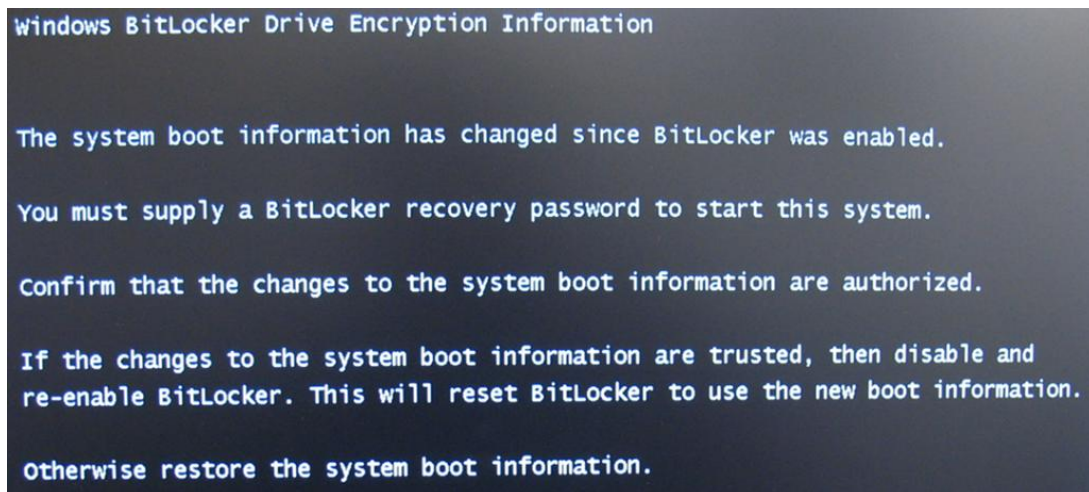 Windows BitLocker Drive Encryption Information
The system boot information has changed since BitLocker was enabled.
You must supply a BitLocker recovery password to start this system.
Confirm that the changes to the system boot information are authorized.
If the changes to the system boot information are trusted, then disable and
re-enable BitLocker. This will reset BitLocker to use the new boot information.
Otherwise restore the system boot information.